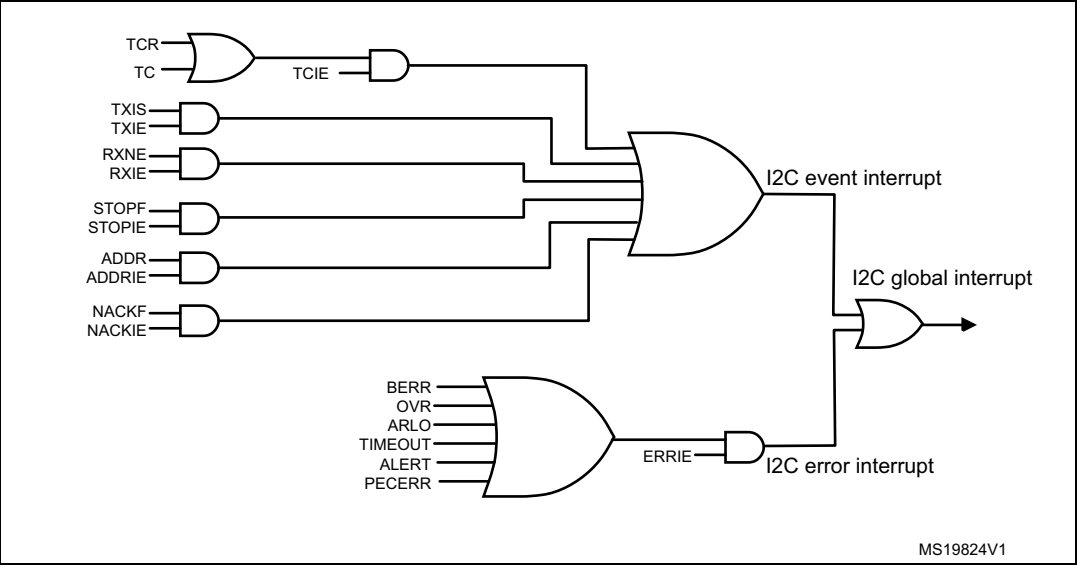 TCR
TC
TCIE
TXIS
TXIE
RXNE
RXIE
STOPF
STOPIE
ADDR
ADDRIE
NACKF
NACKIE
I2C event interrupt
I2C global interrupt
BERR
OVR
ARLO
TIMEOUT
ALERT
PECERR
ERRIE
I2C error interrupt
MS19824V1